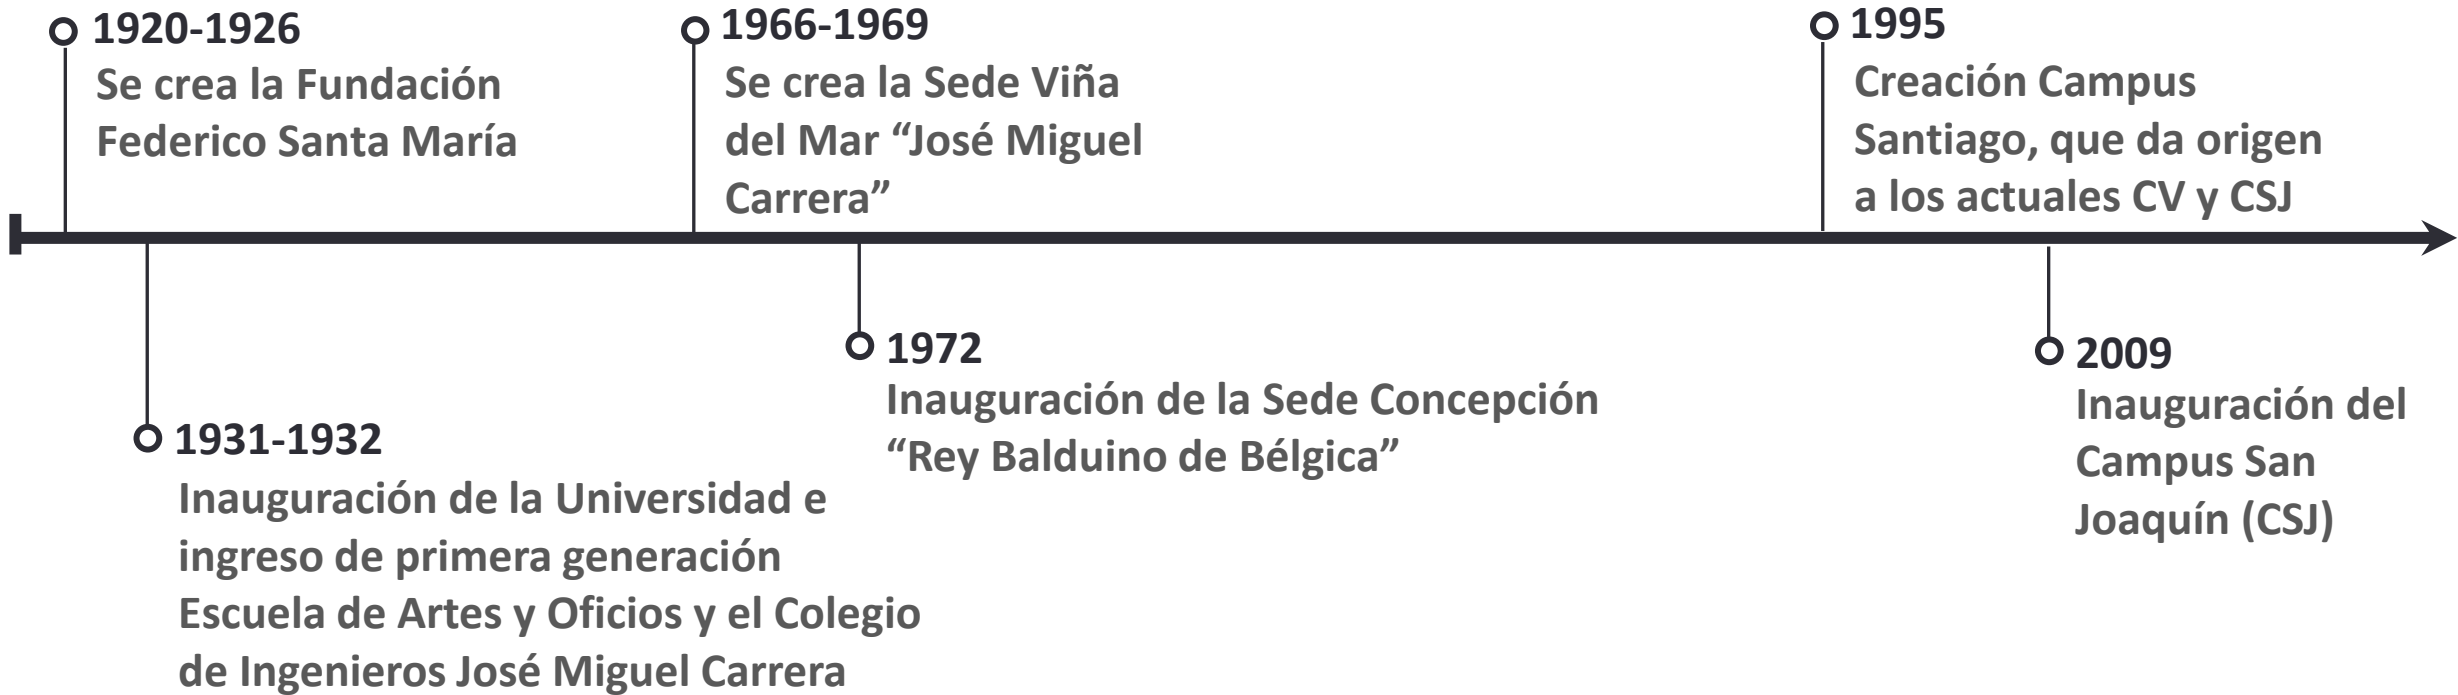 1920-1926
Se crea la Fundación
Federico Santa María
1931-1932
Inauguración de la Universidad e
ingreso de primera generación
Escuela de Artes y Oficios y el Colegio
de Ingenieros José Miguel Carrera
1966-1969
Se crea la Sede Viña
del Mar “José Miguel
Carrera”
1972
Inauguración de la Sede Concepción
“Rey Balduino de Bélgica”
1995
Creación Campus
Santiago, que da origen
a los actuales CV y CSJ
2009
Inauguración del
Campus San
Joaquín (CSJ)